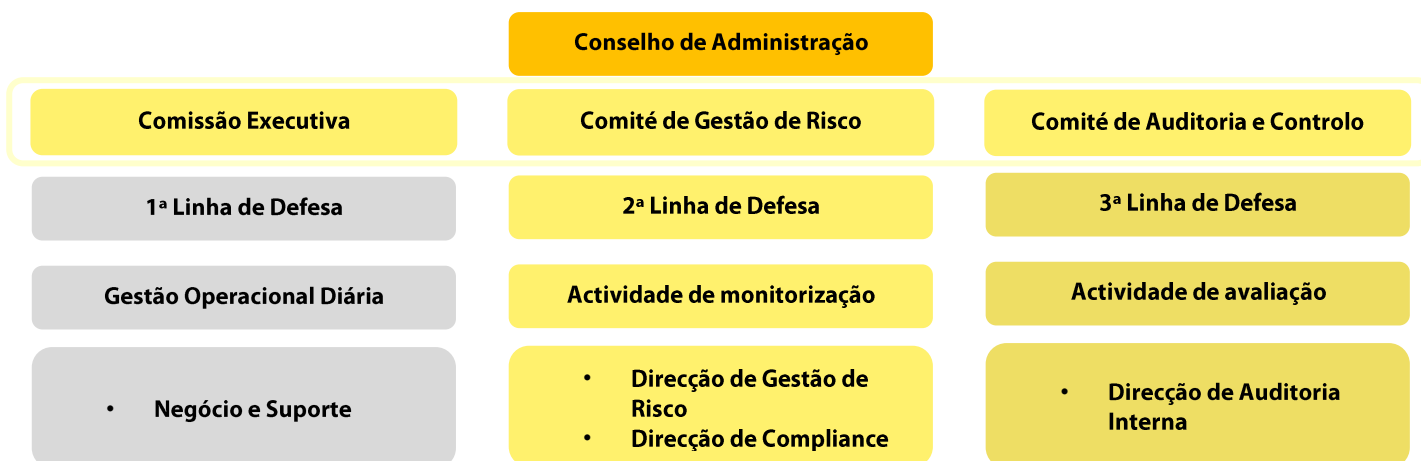 Conselho de Administração
Comissão Executiva
Comité de Gestão de Risco
Comité de Auditoria e Controlo
1ª Linha de Defesa
2ª Linha de Defesa
3ª Linha de Defesa
Gestão Operacional Diária
Actividade de monitorização
Actividade de avaliação
• Negócio e Suporte
• Direcção de Gestão de
Risco
• Direcção de Compliance
• Direcção de Auditoria
Interna